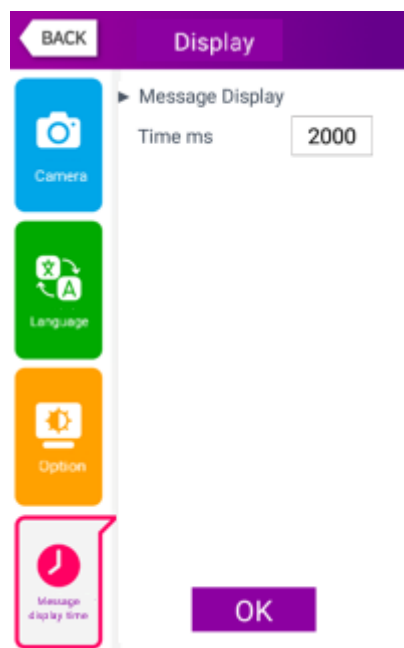 BACK
Display
Camera
Language
Option
Message
display time
▶ Message Display
Time ms 2000
OK